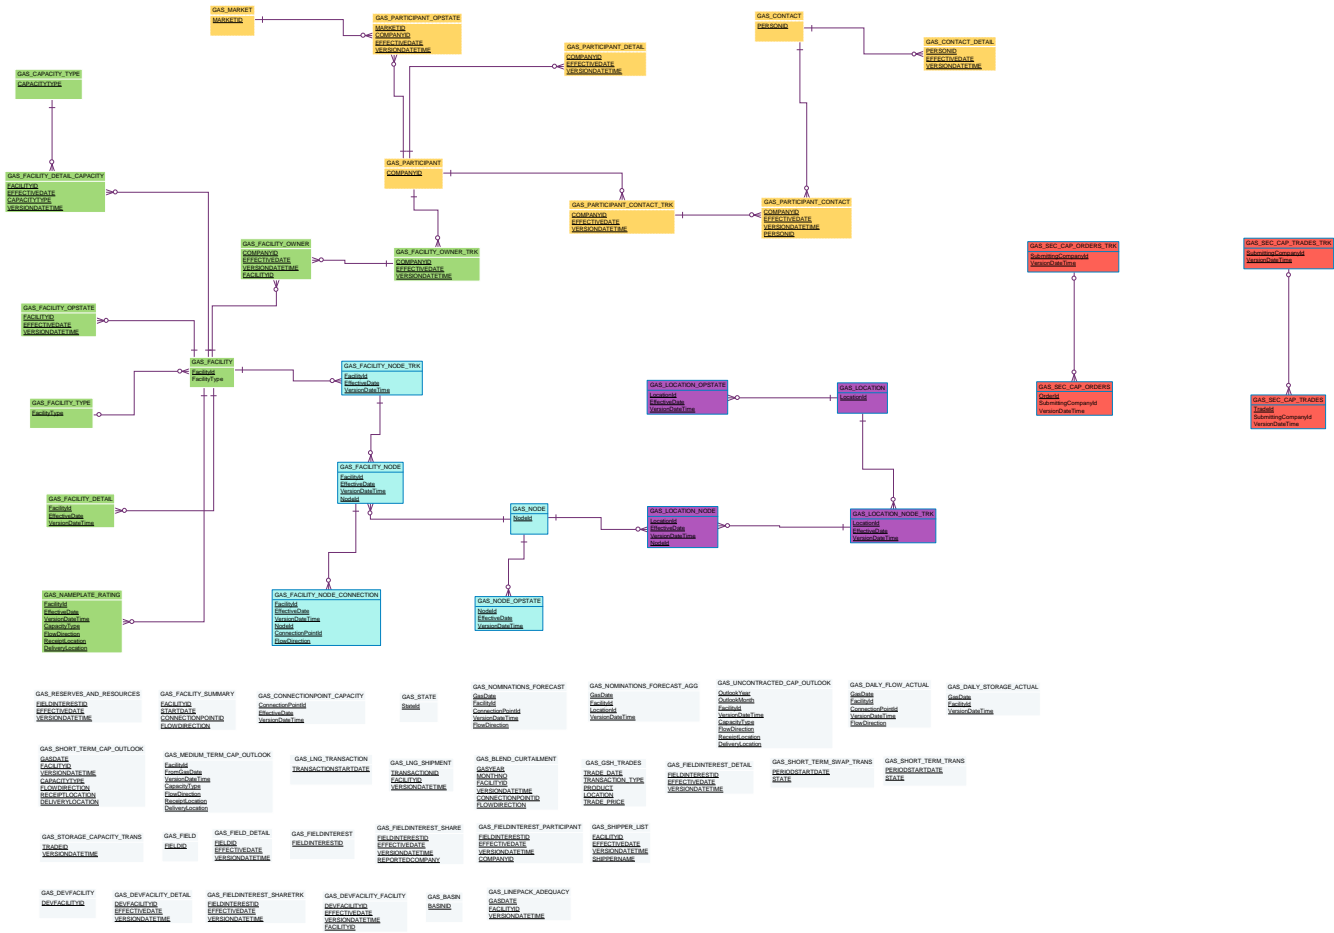 GAS_MARKET
MARKETID
GAS_PARTICIPANT_OPSTATE
MARKETID
COMPANYID
EFFECTIVEDATE
VERSIONDATETIME
GAS_CONTACT
PERSONID
GAS_CONTACT_DETAIL
PERSONID
EFFECTIVEDATE
VERSIONDATETIME
GAS_PARTICIPANT_DETAIL
COMPANYID
EFFECTIVEDATE
VERSIONDATETIME
GAS_CAPACITY_TYPE
CAPACITYTYPE
GAS_PARTICIPANT
COMPANYID
GAS_FACILITY_DETAIL_CAPACITY
FACILITYID
EFFECTIVEDATE
CAPACITYTYPE
VERSIONDATETIME
GAS_PARTICIPANT_CONTACT_TRK
COMPANYID
EFFECTIVEDATE
VERSIONDATETIME
GAS_PARTICIPANT_CONTACT
COMPANYID
EFFECTIVEDATE
VERSIONDATETIME
PERSONID
GAS_FACILITY_OWNER
COMPANYID
EFFECTIVEDATE
VERSIONDATETIME
FACILITYID
GAS_FACILITY_OWNER_TRK
COMPANYID
EFFECTIVEDATE
VERSIONDATETIME
GAS_SEC_CAP_ORDERS_TRK
SubmittingCompanyId
VersionDateTime
GAS_SEC_CAP_TRADES_TRK
SubmittingCompanyId
VersionDateTime
GAS_FACILITY_OPSTATE
FACILITYID
EFFECTIVEDATE
VERSIONDATETIME
GAS_FACILITY
FacilityId
FacilityType
GAS_FACILITY_NODE_TRK
FacilityId
EffectiveDate
VersionDateTime
GAS_LOCATION_OPSTATE
LocationId
EffectiveDate
VersionDateTime
GAS_LOCATION
LocationId
GAS_SEC_CAP_ORDERS
OrderId
SubmittingCompanyId
VersionDateTime
GAS_SEC_CAP_TRADES
TradeId
SubmittingCompanyId
VersionDateTime
GAS_FACILITY_TYPE
FacilityType
GAS_FACILITY_NODE
FacilityId
EffectiveDate
VersionDateTime
NodeId
GAS_FACILITY_DETAIL
FacilityId
EffectiveDate
VersionDateTime
GAS_NODE
NodeId
GAS_LOCATION_NODE
LocationId
EffectiveDate
VersionDateTime
NodeId
GAS_LOCATION_NODE_TRK
LocationId
EffectiveDate
VersionDateTime
GAS_NAMEPLATE_RATING
FacilityId
EffectiveDate
VersionDateTime
CapacityType
FlowDirection
ReceiptLocation
DeliveryLocation
GAS_FACILITY_NODE_CONNECTION
FacilityId
EffectiveDate
VersionDateTime
NodeId
ConnectionPointId
FlowDirection
GAS_NODE_OPSTATE
NodeId
EffectiveDate
VersionDateTime
GAS_RESERVES_AND_RESOURCES
FIELDINTERESTID
EFFECTIVEDATE
VERSIONDATETIME
GAS_FACILITY_SUMMARY
FACILITYID
STARTDATE
CONNECTIONPOINTID
FLOWDIRECTION
GAS_CONNECTIONPOINT_CAPACITY
ConnectionPointId
EffectiveDate
VersionDateTime
GAS_STATE
StateId
GAS_NOMINATIONS_FORECAST
GasDate
FacilityId
ConnectionPointId
VersionDateTime
FlowDirection
GAS_NOMINATIONS_FORECAST_AGG
GasDate
FacilityId
LocationId
VersionDateTime
GAS_UNCONTRACTED_CAP_OUTLOOK
OutlookYear
OutlookMonth
FacilityId
VersionDateTime
CapacityType
FlowDirection
ReceiptLocation
DeliveryLocation
GAS_DAILY_FLOW_ACTUAL
GasDate
FacilityId
ConnectionPointId
VersionDateTime
FlowDirection
GAS_DAILY_STORAGE_ACTUAL
GasDate
FacilityId
VersionDateTime
GAS_SHORT_TERM_CAP_OUTLOOK
GASDATE
FACILITYID
VERSIONDATETIME
CAPACITYTYPE
FLOWDIRECTION
RECEIPTLOCATION
DELIVERYLOCATION
GAS_MEDIUM_TERM_CAP_OUTLOOK
FacilityId
FromGasDate
VersionDateTime
CapacityType
FlowDirection
ReceiptLocation
DeliveryLocation
GAS_LNG_TRANSACTION
TRANSACTIONSTARTDATE
GAS_LNG_SHIPMENT
TRANSACTIONID
FACILITYID
VERSIONDATETIME
GAS_BLEND_CURTAILMENT
GASYEAR
MONTHNO
FACILITYID
VERSIONDATETIME
CONNECTIONPOINTID
FLOWDIRECTION
GAS_GSH_TRADES
TRADE_DATE
TRANSACTION_TYPE
PRODUCT
LOCATION
TRADE_PRICE
GAS_FIELDINTEREST_DETAIL
FIELDINTERESTID
EFFECTIVEDATE
VERSIONDATETIME
GAS_SHORT_TERM_SWAP_TRANS
PERIODSTARTDATE
STATE
GAS_SHORT_TERM_TRANS
PERIODSTARTDATE
STATE
GAS_STORAGE_CAPACITY_TRANS
TRADEID
VERSIONDATETIME
GAS_FIELD
FIELDID
GAS_FIELD_DETAIL
FIELDID
EFFECTIVEDATE
VERSIONDATETIME
GAS_FIELDINTEREST
FIELDINTERESTID
GAS_FIELDINTEREST_SHARE
FIELDINTERESTID
EFFECTIVEDATE
VERSIONDATETIME
REPORTEDCOMPANY
GAS_FIELDINTEREST_PARTICIPANT
FIELDINTERESTID
EFFECTIVEDATE
VERSIONDATETIME
COMPANYID
GAS_SHIPPER_LIST
FACILITYID
EFFECTIVEDATE
VERSIONDATETIME
SHIPPERNAME
GAS_DEVFACILITY
DEVFACILITYID
GAS_DEVFACILITY_DETAIL
DEVFACILITYID
EFFECTIVEDATE
VERSIONDATETIME
GAS_FIELDINTEREST_SHARETRK
FIELDINTERESTID
EFFECTIVEDATE
VERSIONDATETIME
GAS_DEVFACILITY_FACILITY
DEVFACILITYID
EFFECTIVEDATE
VERSIONDATETIME
FACILITYID
GAS_BASIN
BASINID
GAS_LINEPACK_ADEQUACY
GASDATE
FACILITYID
VERSIONDATETIME